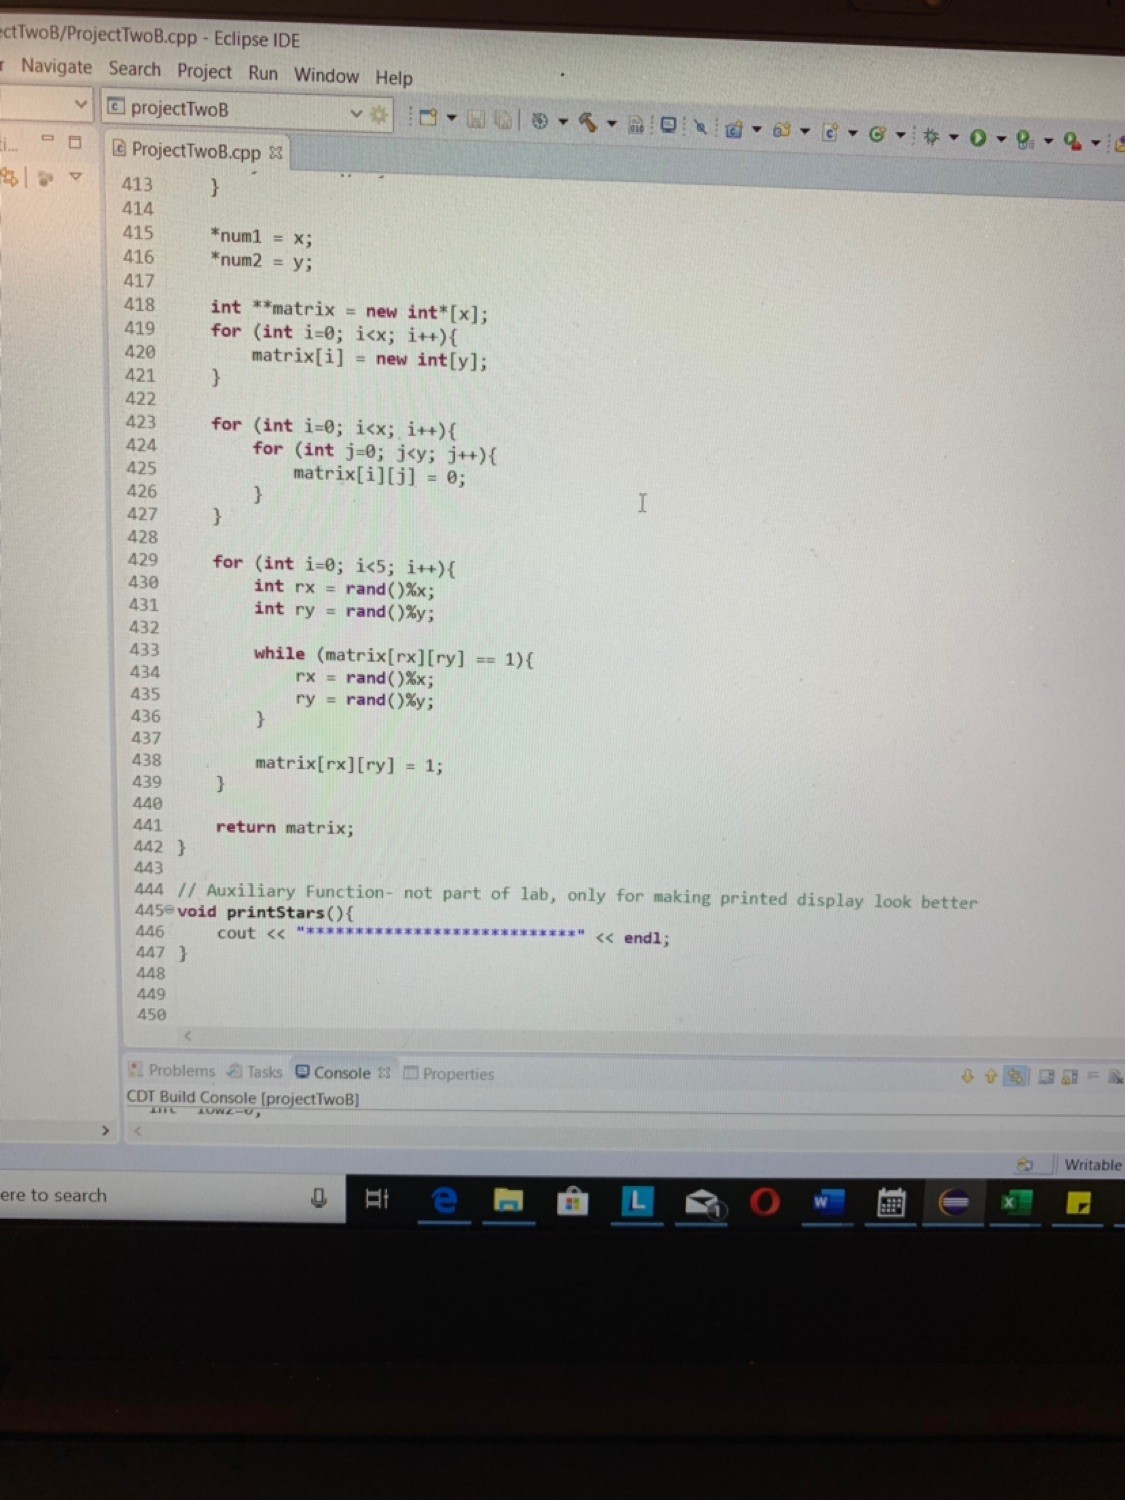 ectTwoB/ProjectTwoB.cpp - Eclipse IDE
r Navigate Search Project Run Window Help
projectTwoB
ProjectTwoB.cpp
413 }
414
415 *num1 = x;
416 *num2 = y;
417
418 int **matrix = new int*[x];
419 for (int i=0; i<x; i++){
420 matrix[i] = new int[y];
421 }
422
423 for (int i=0; i<x; i++){
424 for (int j=0; j<y; j++){
425 matrix[i][j] = 0;
426 }
427 }
428
429 for (int i=0; i<5; i++){
430 int rx = rand()%x;
431 int ry = rand()%y;
432
433 while (matrix[rx][ry] == 1){
434 rx = rand()%x;
435 ry = rand()%y;
436 }
437
438 matrix[rx][ry] = 1;
439 }
440
441 return matrix;
442 }
443
444 // Auxiliary Function- not part of lab, only for making printed display look better
445 void printStars(){
446 cout << "****************************" << endl;
447 }
448
449
450
Problems Tasks Console Properties
CDT Build Console [projectTwoB]
Writable
ere to search
L
1
W
X